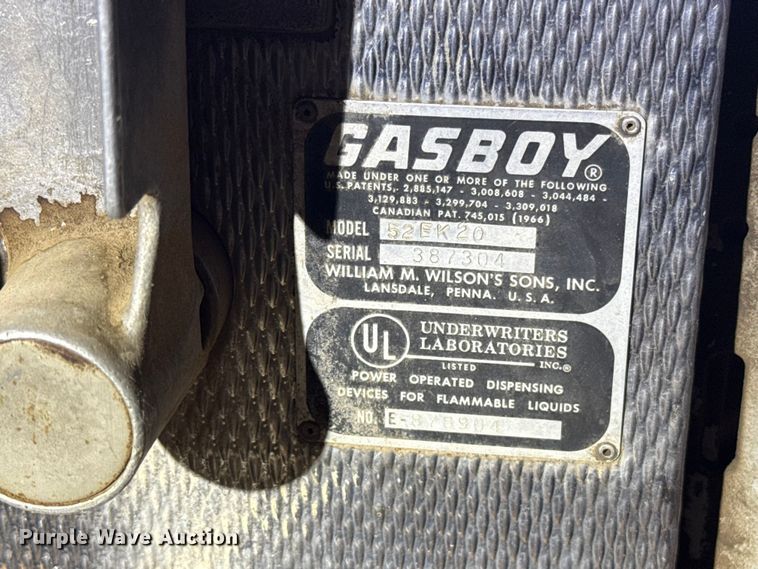 GASBOY®
MADE UNDER ONE OR MORE OF THE FOLLOWING
U.S. PATENTS, 2,885,147 - 3,008,608 - 3,044,484 -
3,129,883 - 3,299,704 - 3,309,018
CANADIAN PAT. 745,015 (1966)
MODEL 52EK20
SERIAL 387304
WILLIAM M. WILSON'S SONS, INC.
LANSDALE, PENNA. U. S. A.
UL
UNDERWRITERS
LABORATORIES
LISTED INC.®
POWER OPERATED DISPENSING
DEVICES FOR FLAMMABLE LIQUIDS
NO. E-878904
Purple Wave Auction